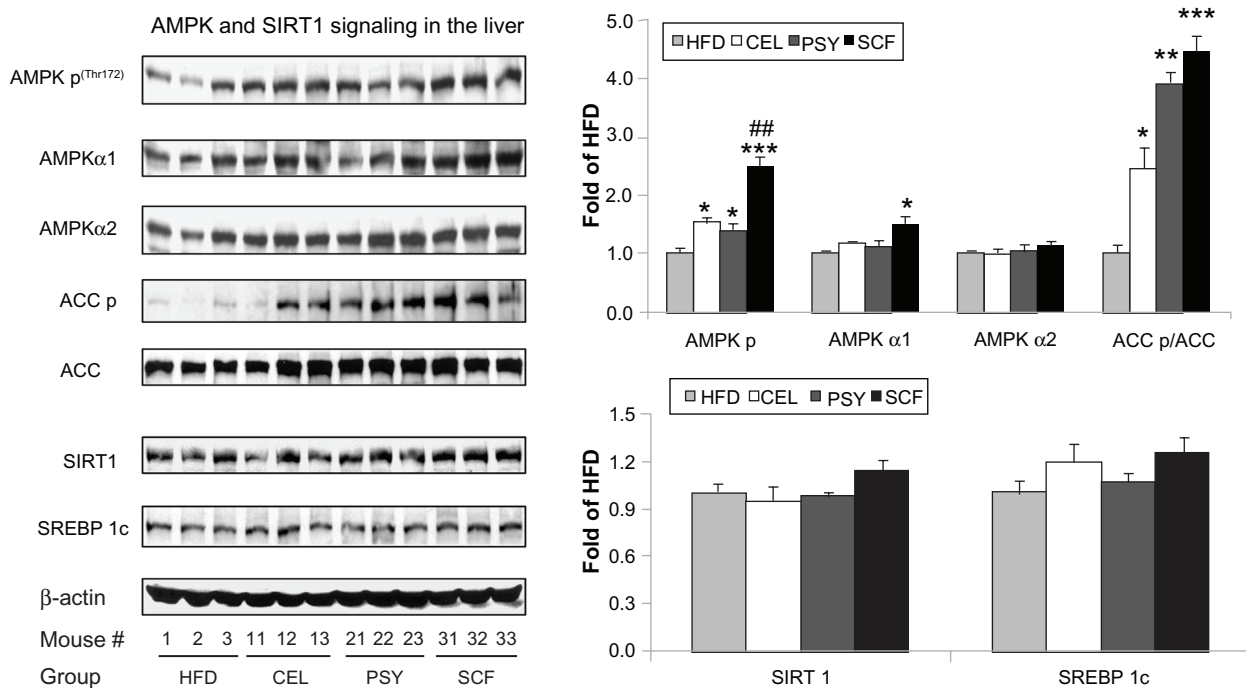 AMPK and SIRT1 signaling in the liver
AMPK p(Thr172)
AMPKα1
AMPKα2
ACC p
ACC
SIRT1
SREBP 1c
β-actin
Mouse # 1 2 3 11 12 13 21 22 23 31 32 33
Group HFD CEL PSY SCF
HFD CEL PSY SCF
Fold of HFD
5.0
4.0
3.0
2.0
1.0
0.0
* * ## ***
*
* ** ***
AMPK p AMPK α1 AMPK α2 ACC p/ACC
HFD CEL PSY SCF
Fold of HFD
1.5
1.2
0.9
0.6
0.3
0.0
SIRT 1 SREBP 1c